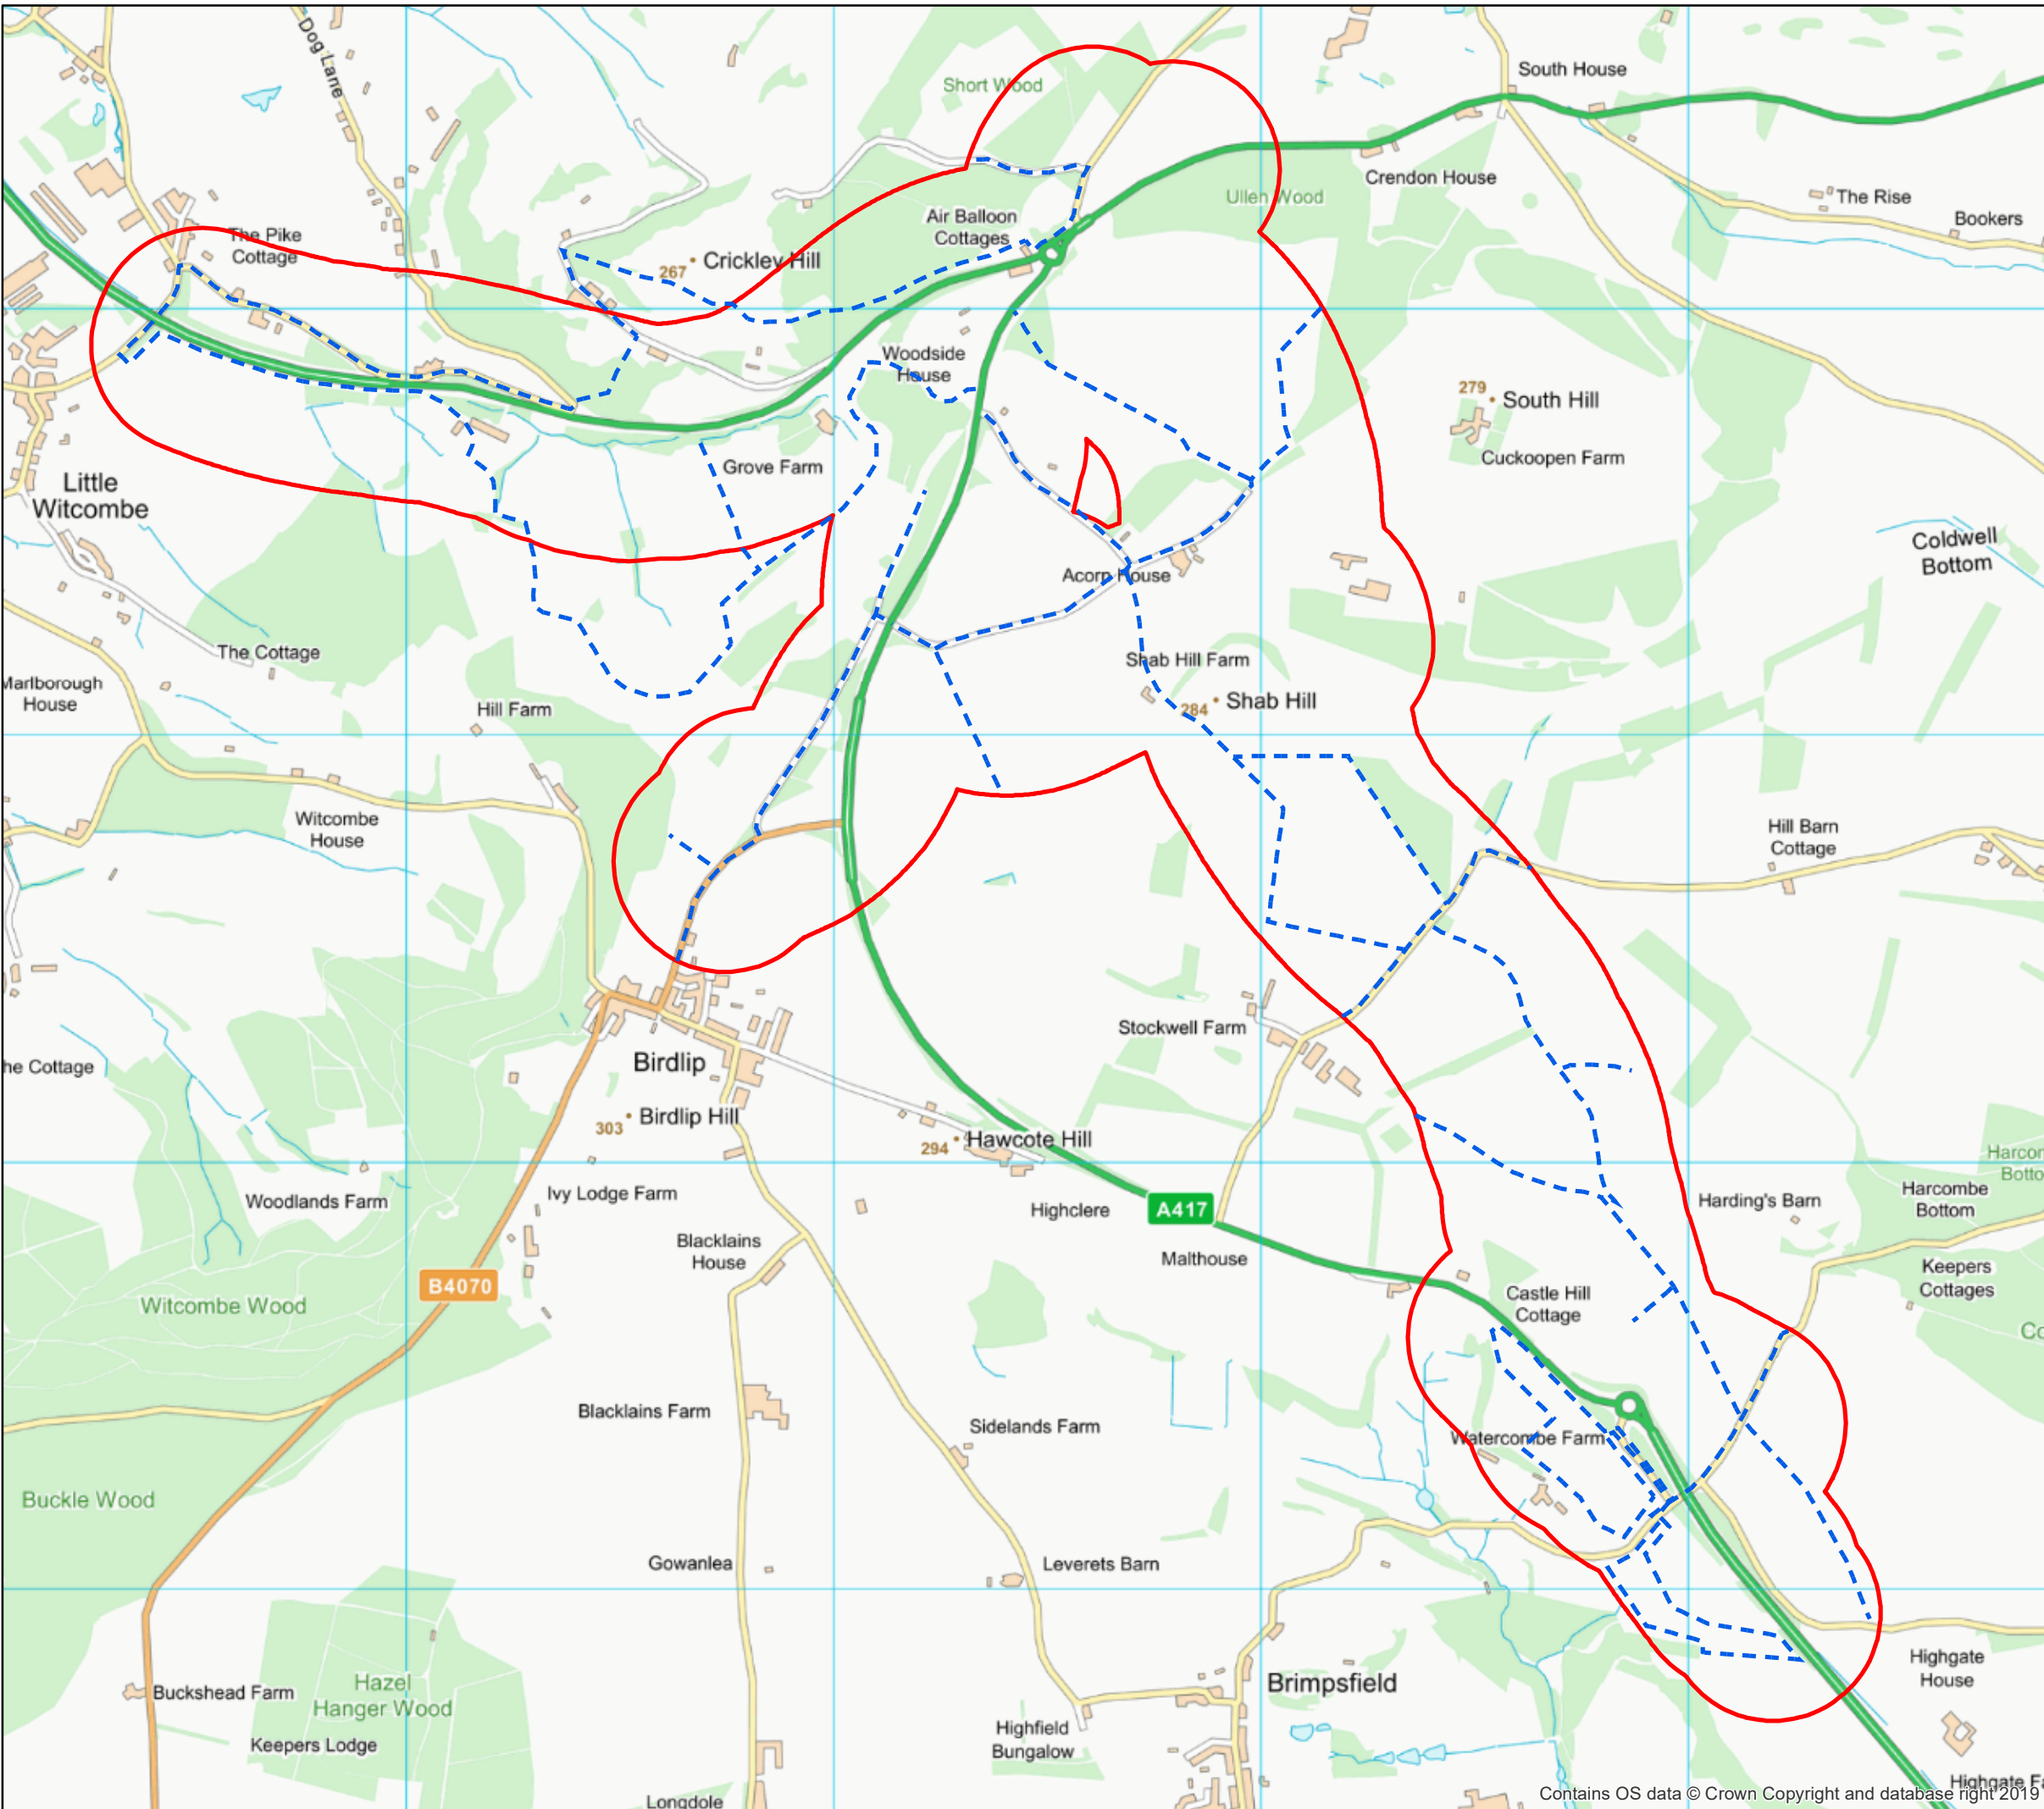 Dog Lane
South House
Short Wood
Crendon House
Ullen Wood
The Rise
Bookers
Air Balloon
Cottages
The Pike
Cottage
267
Crickley Hill
Woodside
House
279
South Hill
Cuckoopen Farm
Grove Farm
Little
Witcombe
Coldwell
Bottom
Acorn House
The Cottage
Shab Hill Farm
Marlborough
House
284
Shab Hill
Hill Farm
Witcombe
House
Hill Barn
Cottage
Stockwell Farm
Birdlip
he Cottage
303
Birdlip Hill
294
Hawcote Hill
Harcor
Botto
Woodlands Farm
Ivy Lodge Farm
Highclere
A417
Harding's Barn
Harcombe
Bottom
Blacklains
House
Malthouse
Keepers
Cottages
B4070
Witcombe Wood
Castle Hill
Cottage
Co
Blacklains Farm
Sidelands Farm
Watercombe Farm
Buckle Wood
Gowanlea
Leverets Barn
Highgate
House
Brimpsfield
Hazel
Hanger Wood
Buckshead Farm
Keepers Lodge
Highfield
Bungalow
Highgate Fa
Contains OS data © Crown Copyright and database right 2019
Longdole